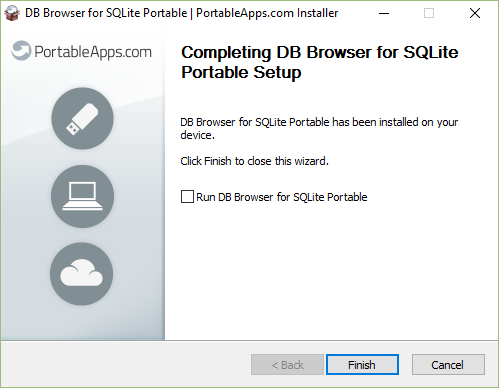 DB Browser for SQLite Portable | PortableApps.com Installer
PortableApps.com
Completing DB Browser for SQLite
Portable Setup
DB Browser for SQLite Portable has been installed on your
device.
Click Finish to close this wizard.
Run DB Browser for SQLite Portable
< Back
Finish
Cancel